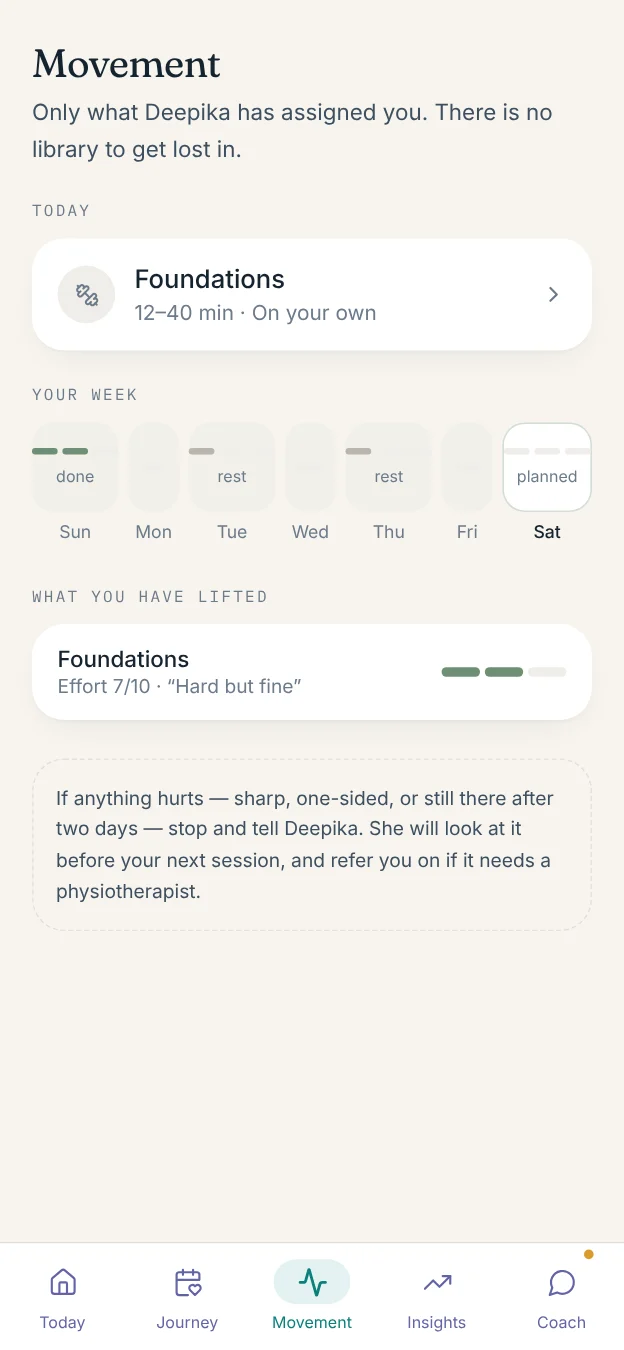 Movement
Only what Deepika has assigned you. There is no
library to get lost in.
TODAY
Foundations
12–40 min · On your own
YOUR WEEK
done
rest
rest
planned
Sun
Mon
Tue
Wed
Thu
Fri
Sat
WHAT YOU HAVE LIFTED
Foundations
Effort 7/10 · “Hard but fine”
If anything hurts — sharp, one-sided, or still there after
two days — stop and tell Deepika. She will look at it
before your next session, and refer you on if it needs a
physiotherapist.
Today
Journey
Movement
Insights
Coach